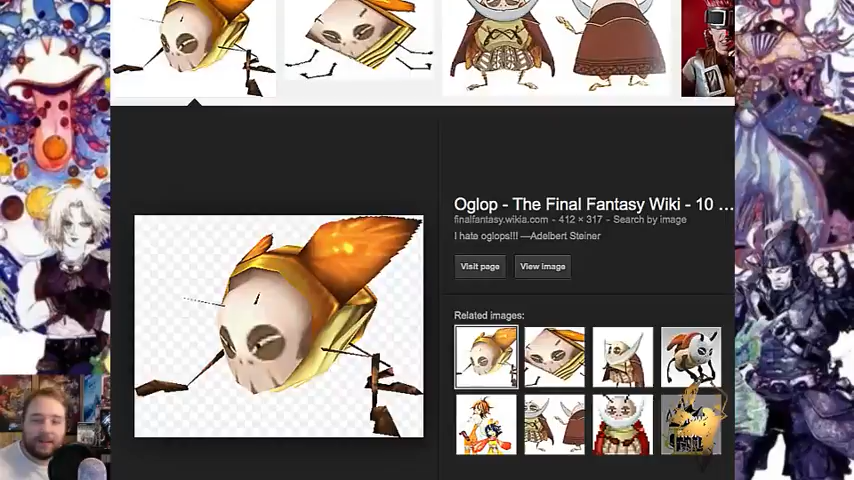 Oglop - The Final Fantasy Wiki - 10 ...
finalfantasy.wikia.com - 412 × 317 - Search by image
I hate oglops!!! —Adelbert Steiner
Visit page
View image
Related images: